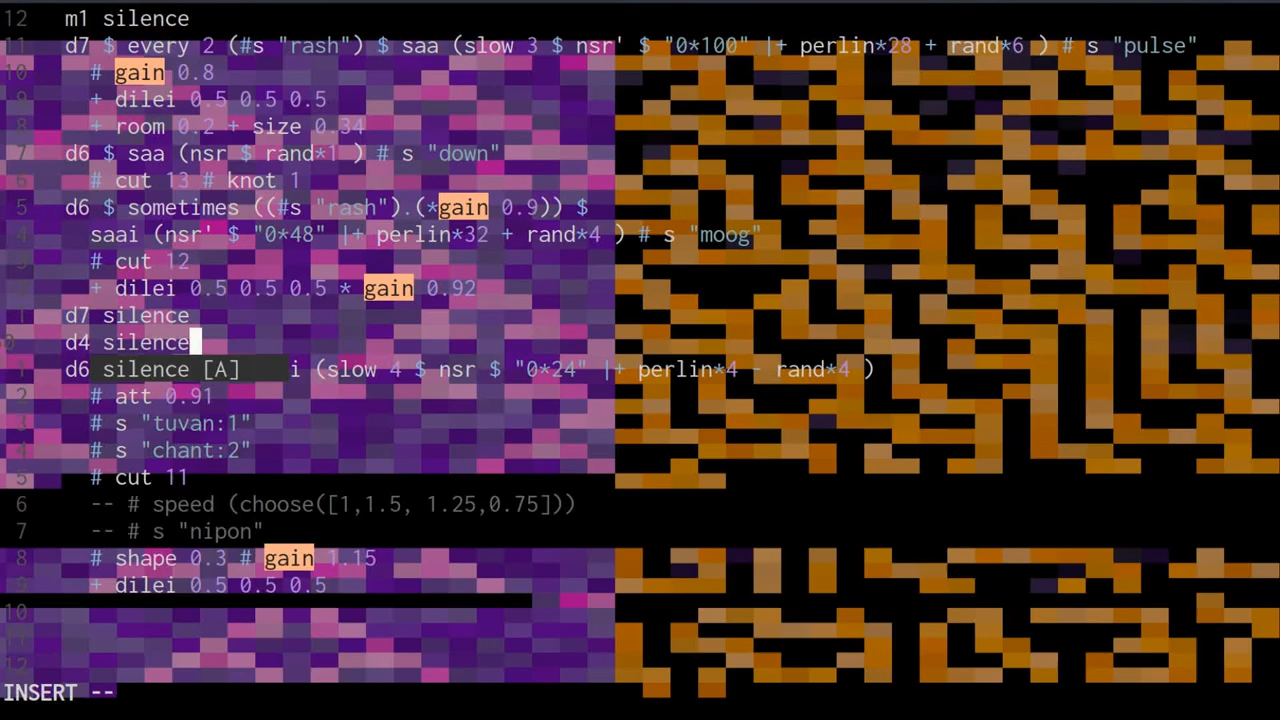 12 m1 silence
11 d7 $ every 2 (#s "rash") $ saa (slow 3 $ nsr' $ "0*100" |+ perlin*28 + rand*6 ) # s "pulse"
10 # gain 0.8
9 + dilei 0.5 0.5 0.5
8 + room 0.2 + size 0.34
7 d6 $ saa (nsr $ rand*1 ) # s "down"
6 # cut 13 # knot 1
5 d6 $ sometimes ((#s "rash").(*gain 0.9)) $
4 saai (nsr' $ "0*48" |+ perlin*32 + rand*4 ) # s "moog"
3 # cut 12
2 + dilei 0.5 0.5 0.5 * gain 0.92
1 d7 silence
0 d4 silence
1 d6 silence [A] i (slow 4 $ nsr $ "0*24" |+ perlin*4 - rand*4 )
2 # att 0.91
3 # s "tuvan:1"
4 # s "chant:2"
5 # cut 11
6 -- # speed (choose([1,1.5, 1.25,0.75]))
7 -- # s "nipon"
8 # shape 0.3 # gain 1.15
9 + dilei 0.5 0.5 0.5
10
11
12
INSERT --